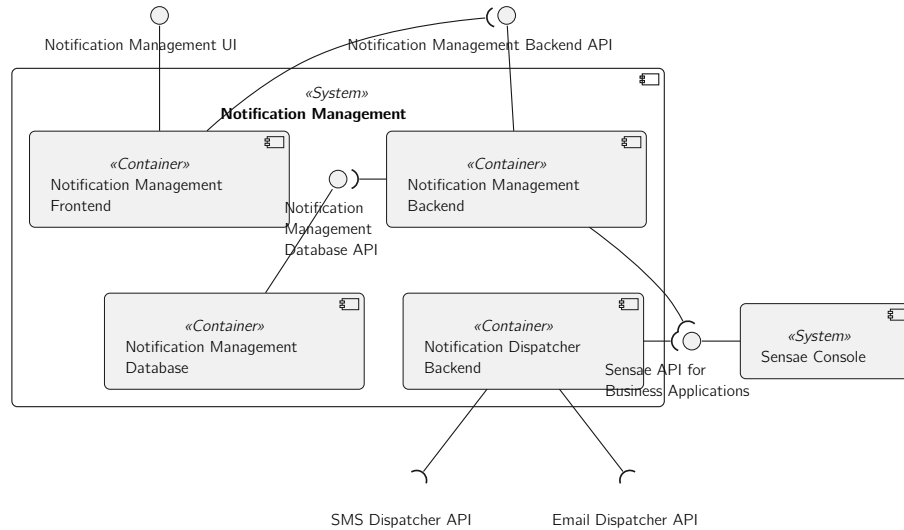 Notification Management UI
Notification Management Backend API
«System»
Notification Management
«Container»
Notification Management
Frontend
«Container»
Notification Management
Backend
Notification
Management
Database API
«Container»
Notification Management
Database
«Container»
Notification Dispatcher
Backend
«System»
Sensae Console
Sensae API for
Business Applications
SMS Dispatcher API
Email Dispatcher API